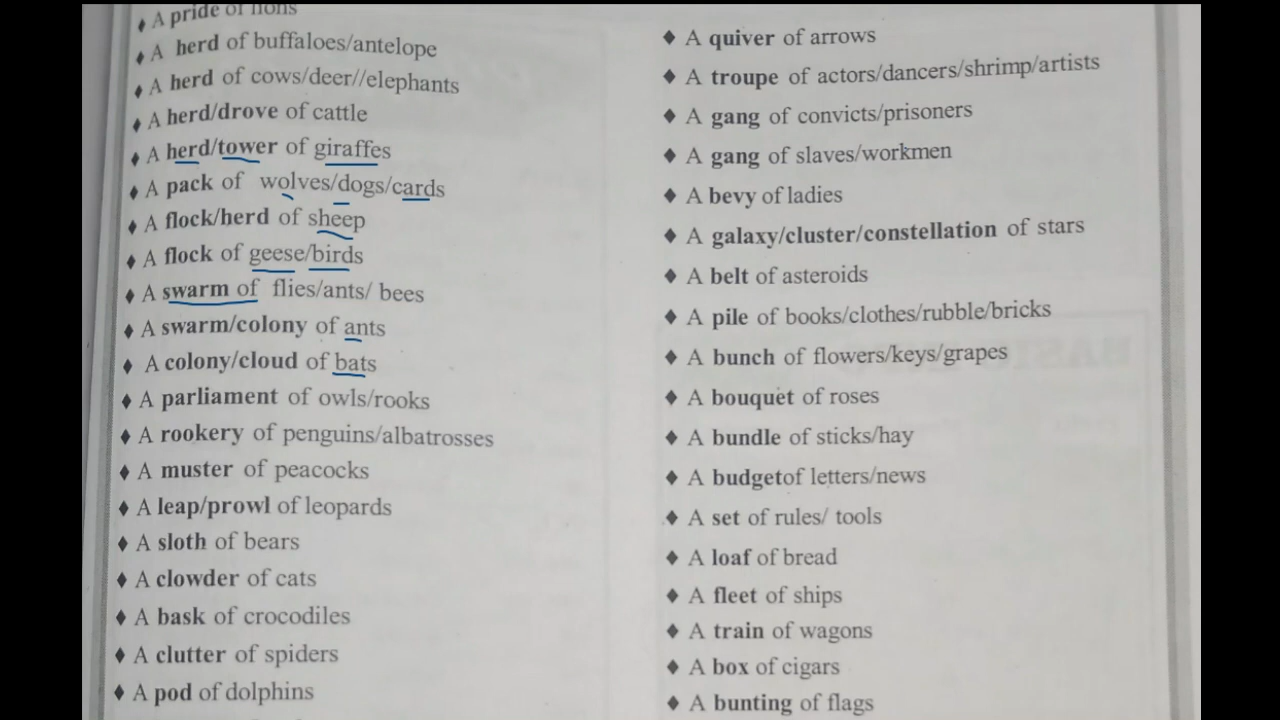 ♦ A pride of lions
♦ A herd of buffaloes/antelope
♦ A herd of cows/deer//elephants
♦ A herd/drove of cattle
♦ A herd/tower of giraffes
♦ A pack of wolves/dogs/cards
♦ A flock/herd of sheep
♦ A flock of geese/birds
♦ A swarm of flies/ants/ bees
♦ A swarm/colony of ants
♦ A colony/cloud of bats
♦ A parliament of owls/rooks
♦ A rookery of penguins/albatrosses
♦ A muster of peacocks
♦ A leap/prowl of leopards
♦ A sloth of bears
♦ A clowder of cats
♦ A bask of crocodiles
♦ A clutter of spiders
♦ A pod of dolphins
♦ A quiver of arrows
♦ A troupe of actors/dancers/shrimp/artists
♦ A gang of convicts/prisoners
♦ A gang of slaves/workmen
♦ A bevy of ladies
♦ A galaxy/cluster/constellation of stars
♦ A belt of asteroids
♦ A pile of books/clothes/rubble/bricks
♦ A bunch of flowers/keys/grapes
♦ A bouquet of roses
♦ A bundle of sticks/hay
♦ A budgetof letters/news
♦ A set of rules/ tools
♦ A loaf of bread
♦ A fleet of ships
♦ A train of wagons
♦ A box of cigars
♦ A bunting of flags